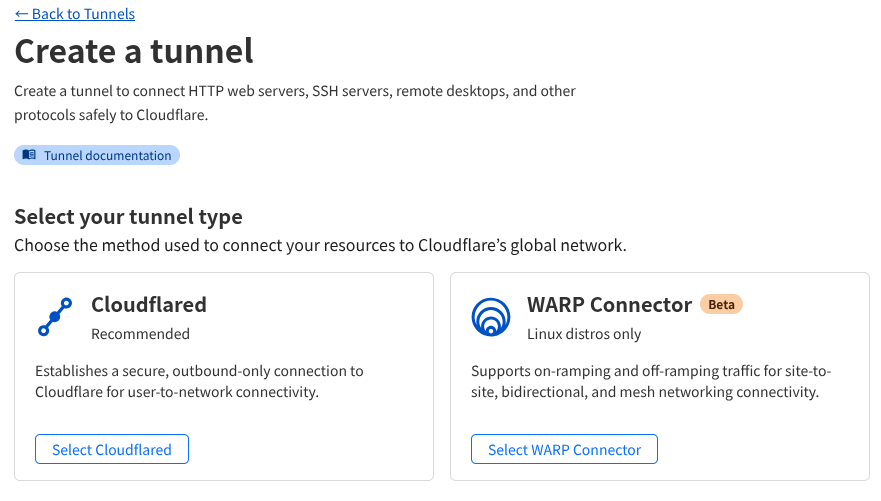 ← Back to Tunnels
Create a tunnel
Create a tunnel to connect HTTP web servers, SSH servers, remote desktops, and other
protocols safely to Cloudflare.
Tunnel documentation
Select your tunnel type
Choose the method used to connect your resources to Cloudflare’s global network.
Cloudflared
Recommended
Establishes a secure, outbound-only connection to
Cloudflare for user-to-network connectivity.
Select Cloudflared
WARP Connector Beta
Linux distros only
Supports on-ramping and off-ramping traffic for site-to-
site, bidirectional, and mesh networking connectivity.
Select WARP Connector